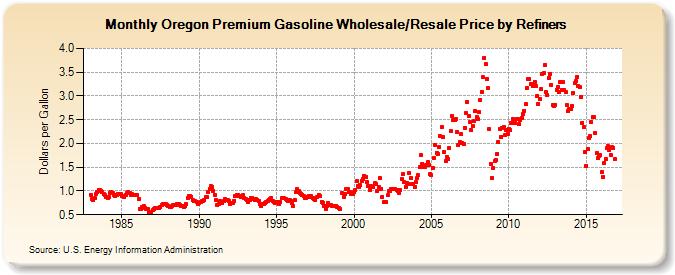 Monthly Oregon Premium Gasoline Wholesale/Resale Price by Refiners
Dollars per Gallon
4.0
3.5
3.0
2.5
2.0
1.5
1.0
0.5
1985 1990 1995 2000 2005 2010 2015
Source: U.S. Energy Information Administration